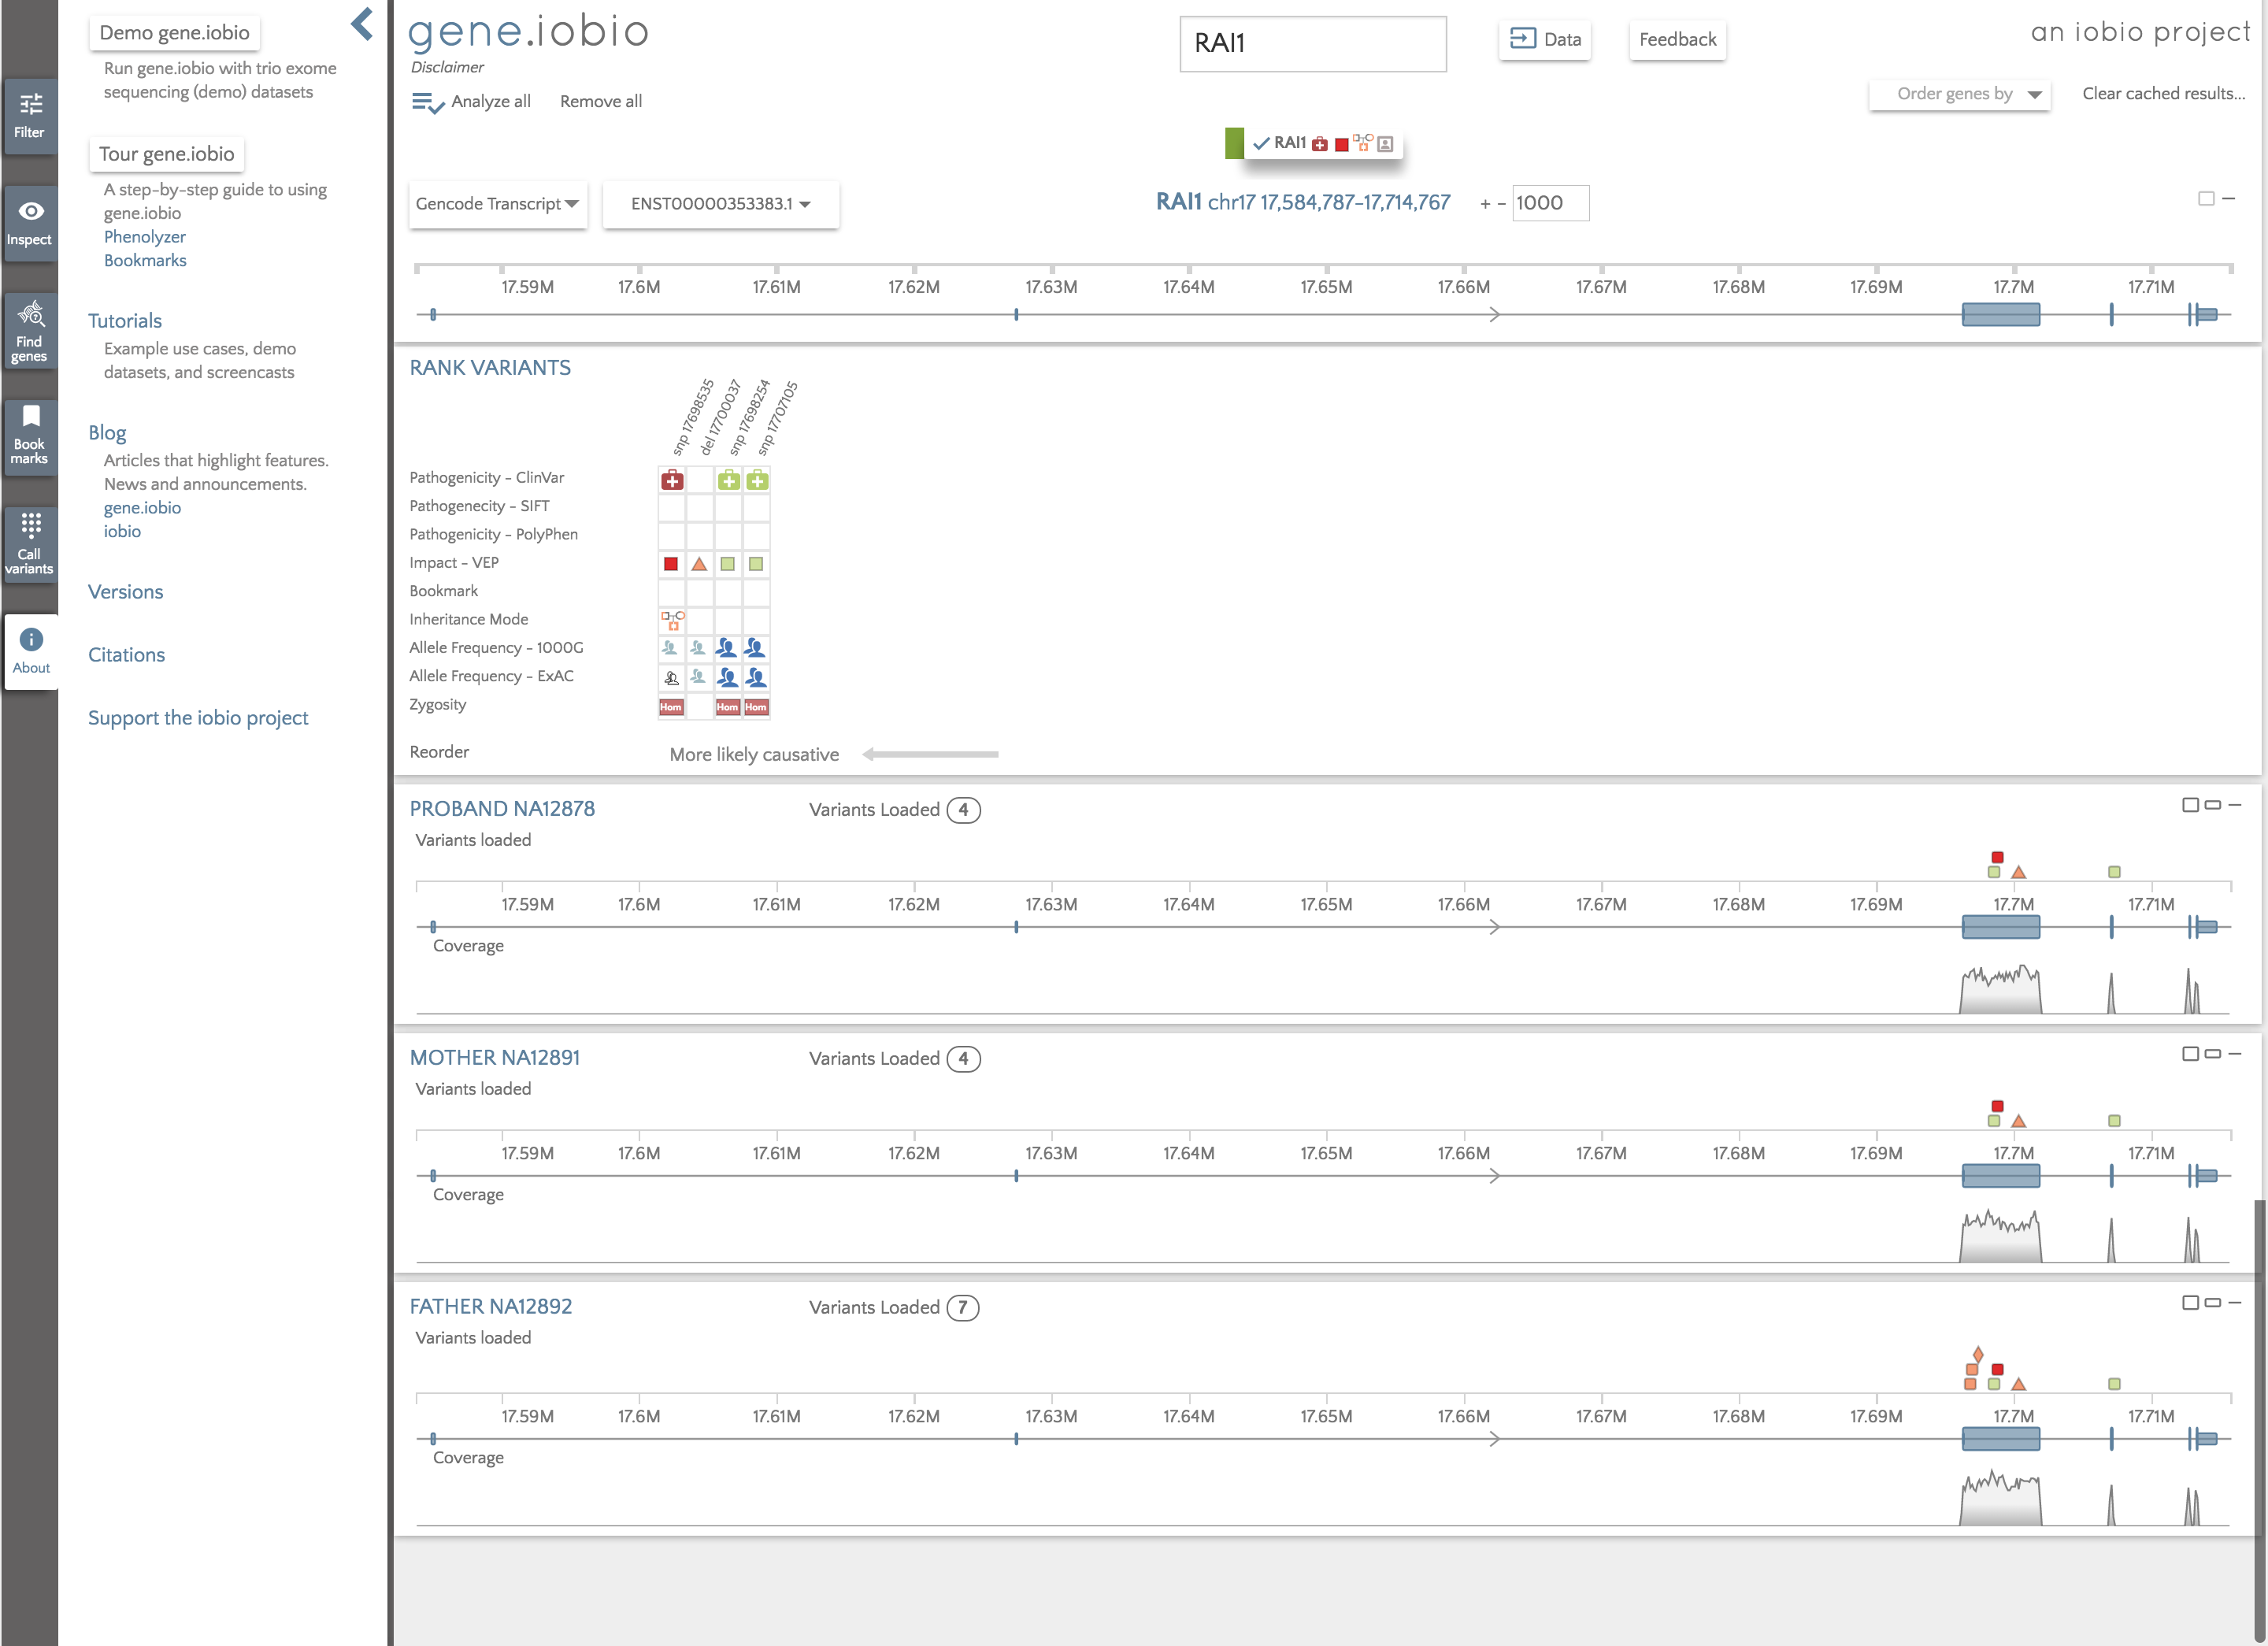 Demo gene.iobio
Run gene.iobio with trio exome
sequencing (demo) datasets
Tour gene.iobio
A step-by-step guide to using
gene.iobio
Phenolyzer
Bookmarks
Tutorials
Example use cases, demo
datasets, and screencasts
Blog
Articles that highlight features.
News and announcements.
gene.iobio
iobio
Versions
Citations
Support the iobio project
Filter
Inspect
Find
genes
Book
marks
Call
variants
About
gene.iobio
Disclaimer
RAI1
Data
Feedback
an iobio project
Analyze all Remove all
Order genes by
Clear cached results...
RAI1
Gencode Transcript
ENST00000353383.1
RAI1 chr17 17,584,787-17,714,767 + - 1000
17.59M 17.6M 17.61M 17.62M 17.63M 17.64M 17.65M 17.66M 17.67M 17.68M 17.69M 17.7M 17.71M
RANK VARIANTS
snp 17698535
del 17700037
snp 17698254
snp 17707105
Pathogenicity - ClinVar
Pathogenecity - SIFT
Pathogenicity - PolyPhen
Impact - VEP
Bookmark
Inheritance Mode
Allele Frequency - 1000G
Allele Frequency - ExAC
Zygosity Hom Hom Hom
Reorder More likely causative
PROBAND NA12878 Variants Loaded 4
Variants loaded
17.59M 17.6M 17.61M 17.62M 17.63M 17.64M 17.65M 17.66M 17.67M 17.68M 17.69M 17.7M 17.71M
Coverage
MOTHER NA12891 Variants Loaded 4
Variants loaded
17.59M 17.6M 17.61M 17.62M 17.63M 17.64M 17.65M 17.66M 17.67M 17.68M 17.69M 17.7M 17.71M
Coverage
FATHER NA12892 Variants Loaded 7
Variants loaded
17.59M 17.6M 17.61M 17.62M 17.63M 17.64M 17.65M 17.66M 17.67M 17.68M 17.69M 17.7M 17.71M
Coverage